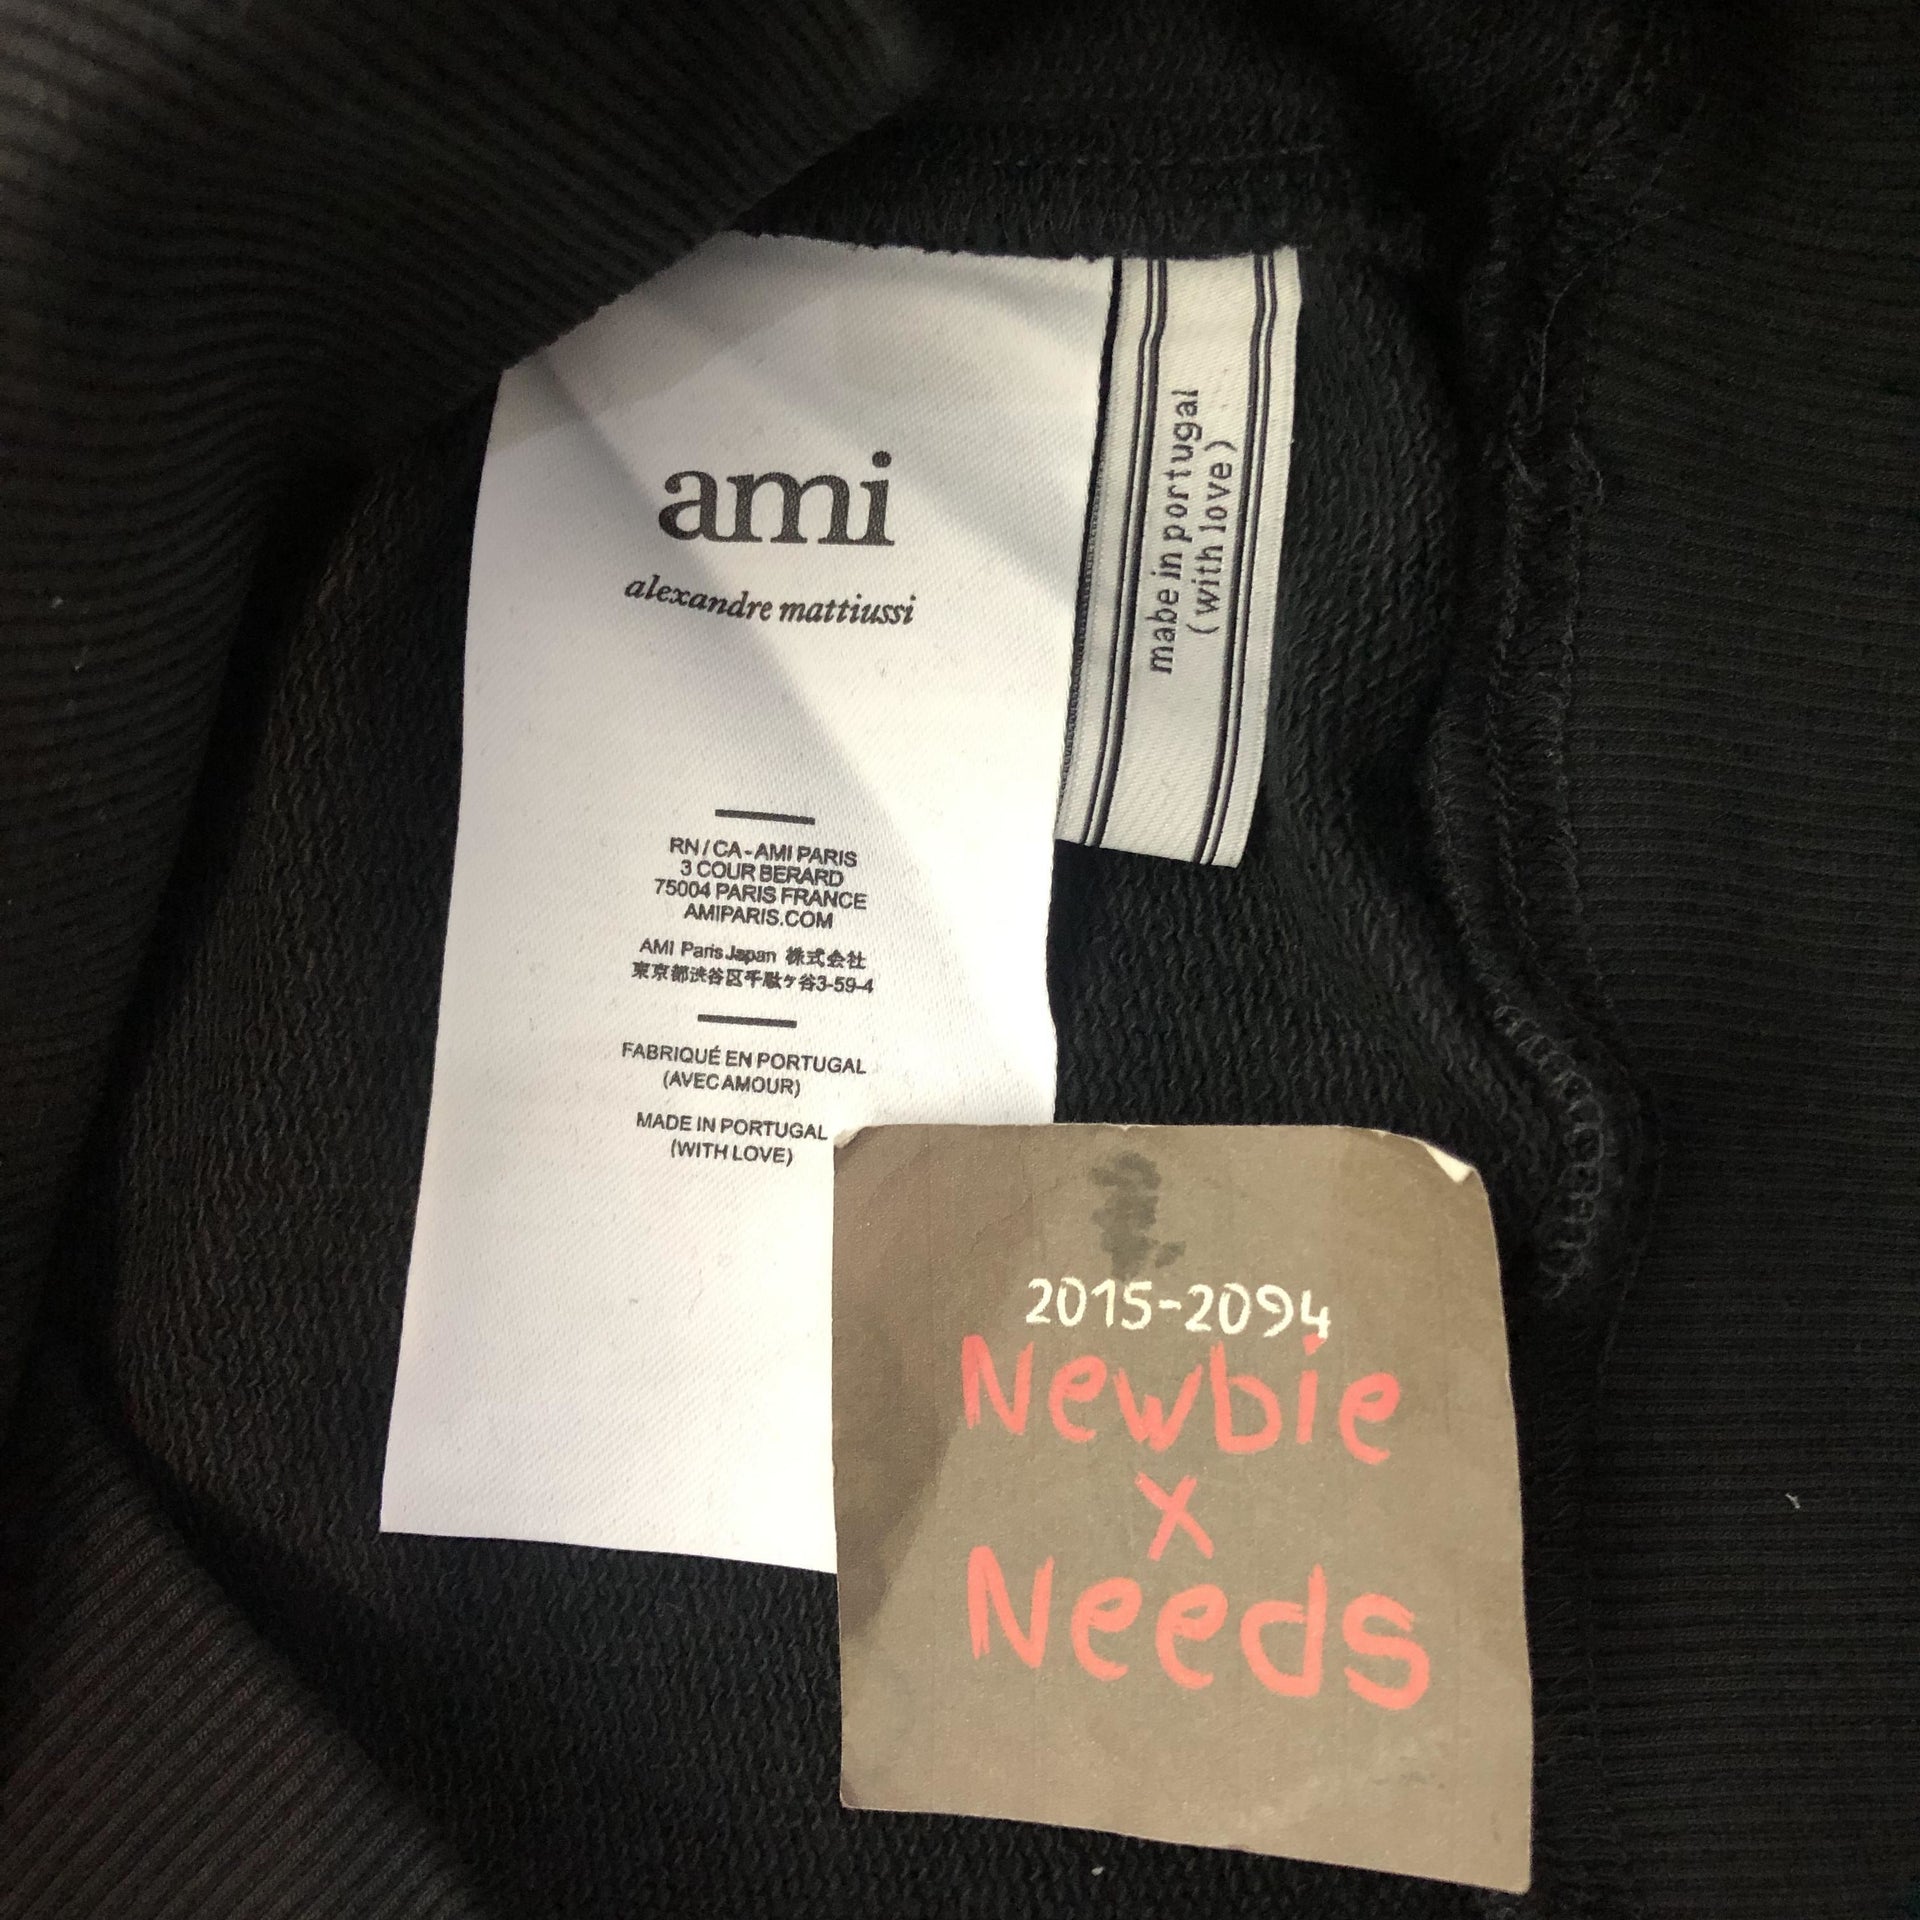 ami
alexandre mattiussi
RN / CA - AMI PARIS
3 COUR BERARD
75004 PARIS FRANCE
AMIPARIS.COM
AMI Paris Japan 株式会社
東京都渋谷区千駄ヶ谷3-59-4
FABRIQUÉ EN PORTUGAL
(AVEC AMOUR)
MADE IN PORTUGAL
(WITH LOVE)
mabe in portugal
(with love)
2015-2094
Newbie
x
Needs